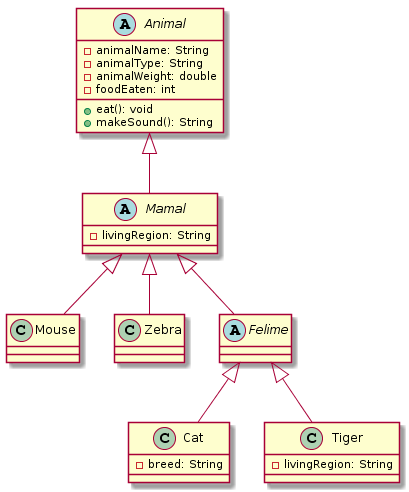 A Animal
animalName: String
animalType: String
animalWeight: double
foodEaten: int
eat(): void
makeSound(): String
A Mamal
livingRegion: String
C Mouse
C Zebra
A Felime
C Cat
breed: String
C Tiger
livingRegion: String